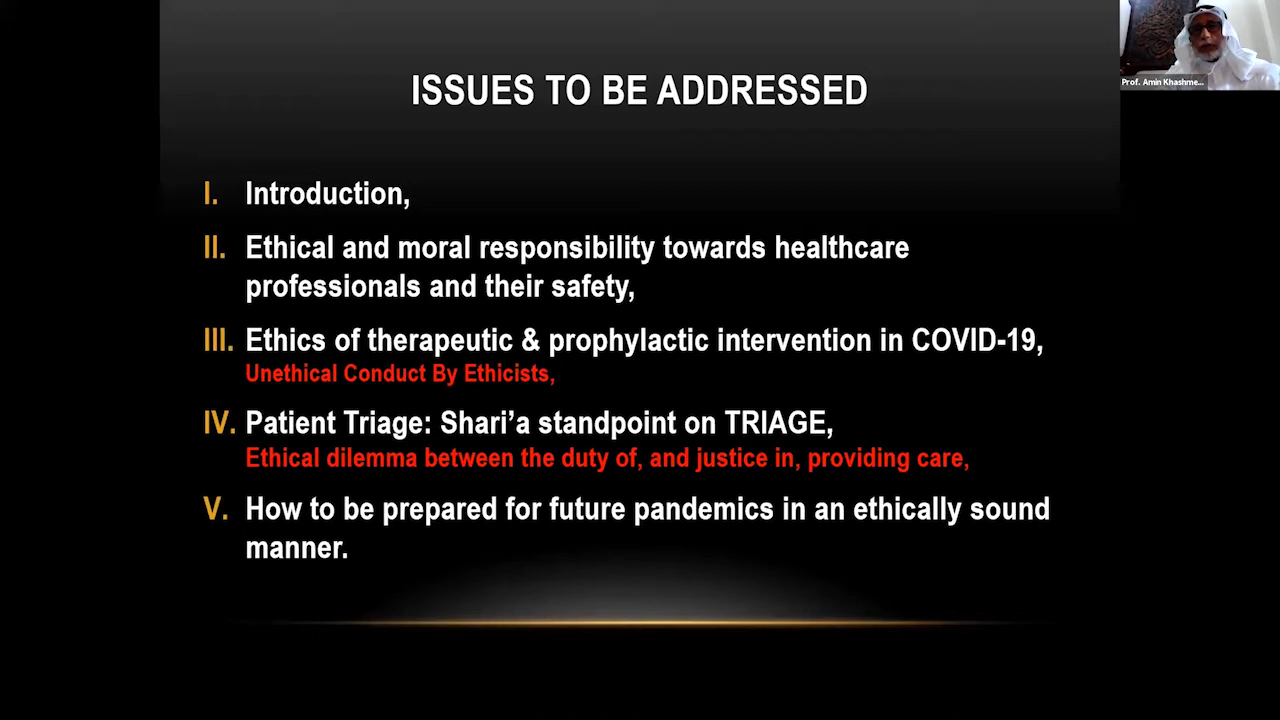 ISSUES TO BE ADDRESSED
Prof. Amin Khashme...
I. Introduction,
II. Ethical and moral responsibility towards healthcare
professionals and their safety,
III. Ethics of therapeutic & prophylactic intervention in COVID-19,
Unethical Conduct By Ethicists,
IV. Patient Triage: Shari’a standpoint on TRIAGE,
Ethical dilemma between the duty of, and justice in, providing care,
V. How to be prepared for future pandemics in an ethically sound
manner.